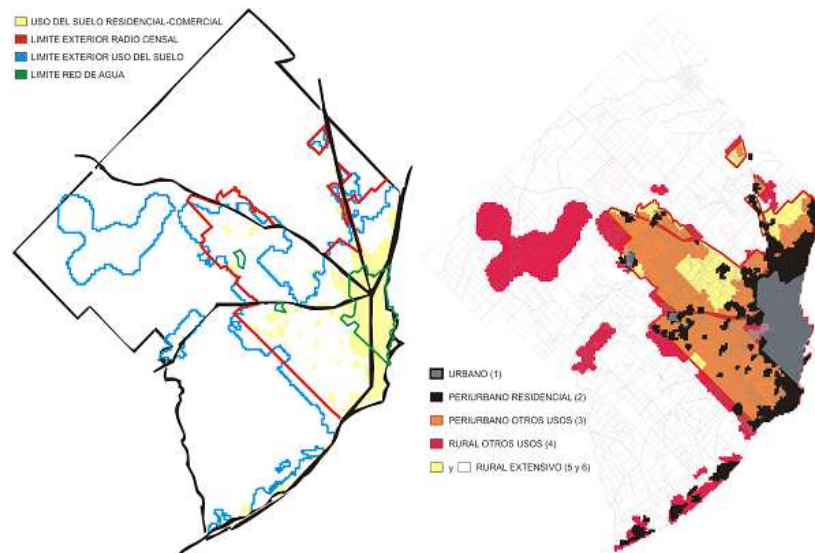 USO DEL SUELO RESIDENCIAL-COMERCIAL
LIMITE EXTERIOR RADIO CENSAL
LIMITE EXTERIOR USO DEL SUELO
LIMITE RED DE AGUA
URBANO (1)
PERIURBANO RESIDENCIAL (2)
PERIURBANO OTROS USOS (3)
RURAL OTROS USOS (4)
y RURAL EXTENSIVO (5 y 6)